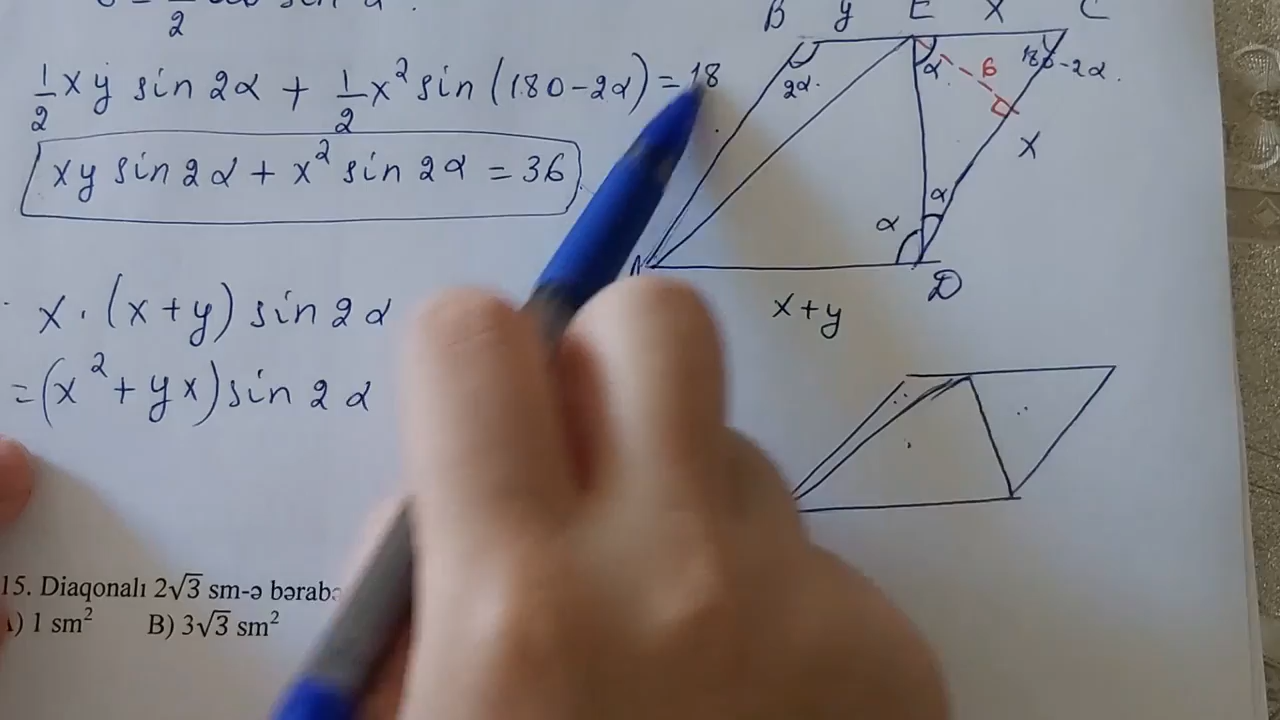 B y E X C
1/2 xy sin 2α + 1/2 x² sin (180-2α) = 18
2α. α 6 180-2α.
xy sin 2α + x² sin 2α = 36
X
α α
D
x · (x+y) sin 2α
x+y
= (x² + yx) sin 2α
15. Diaqonalı 2√3 sm-ə
1 sm² B) 3√3 sm²